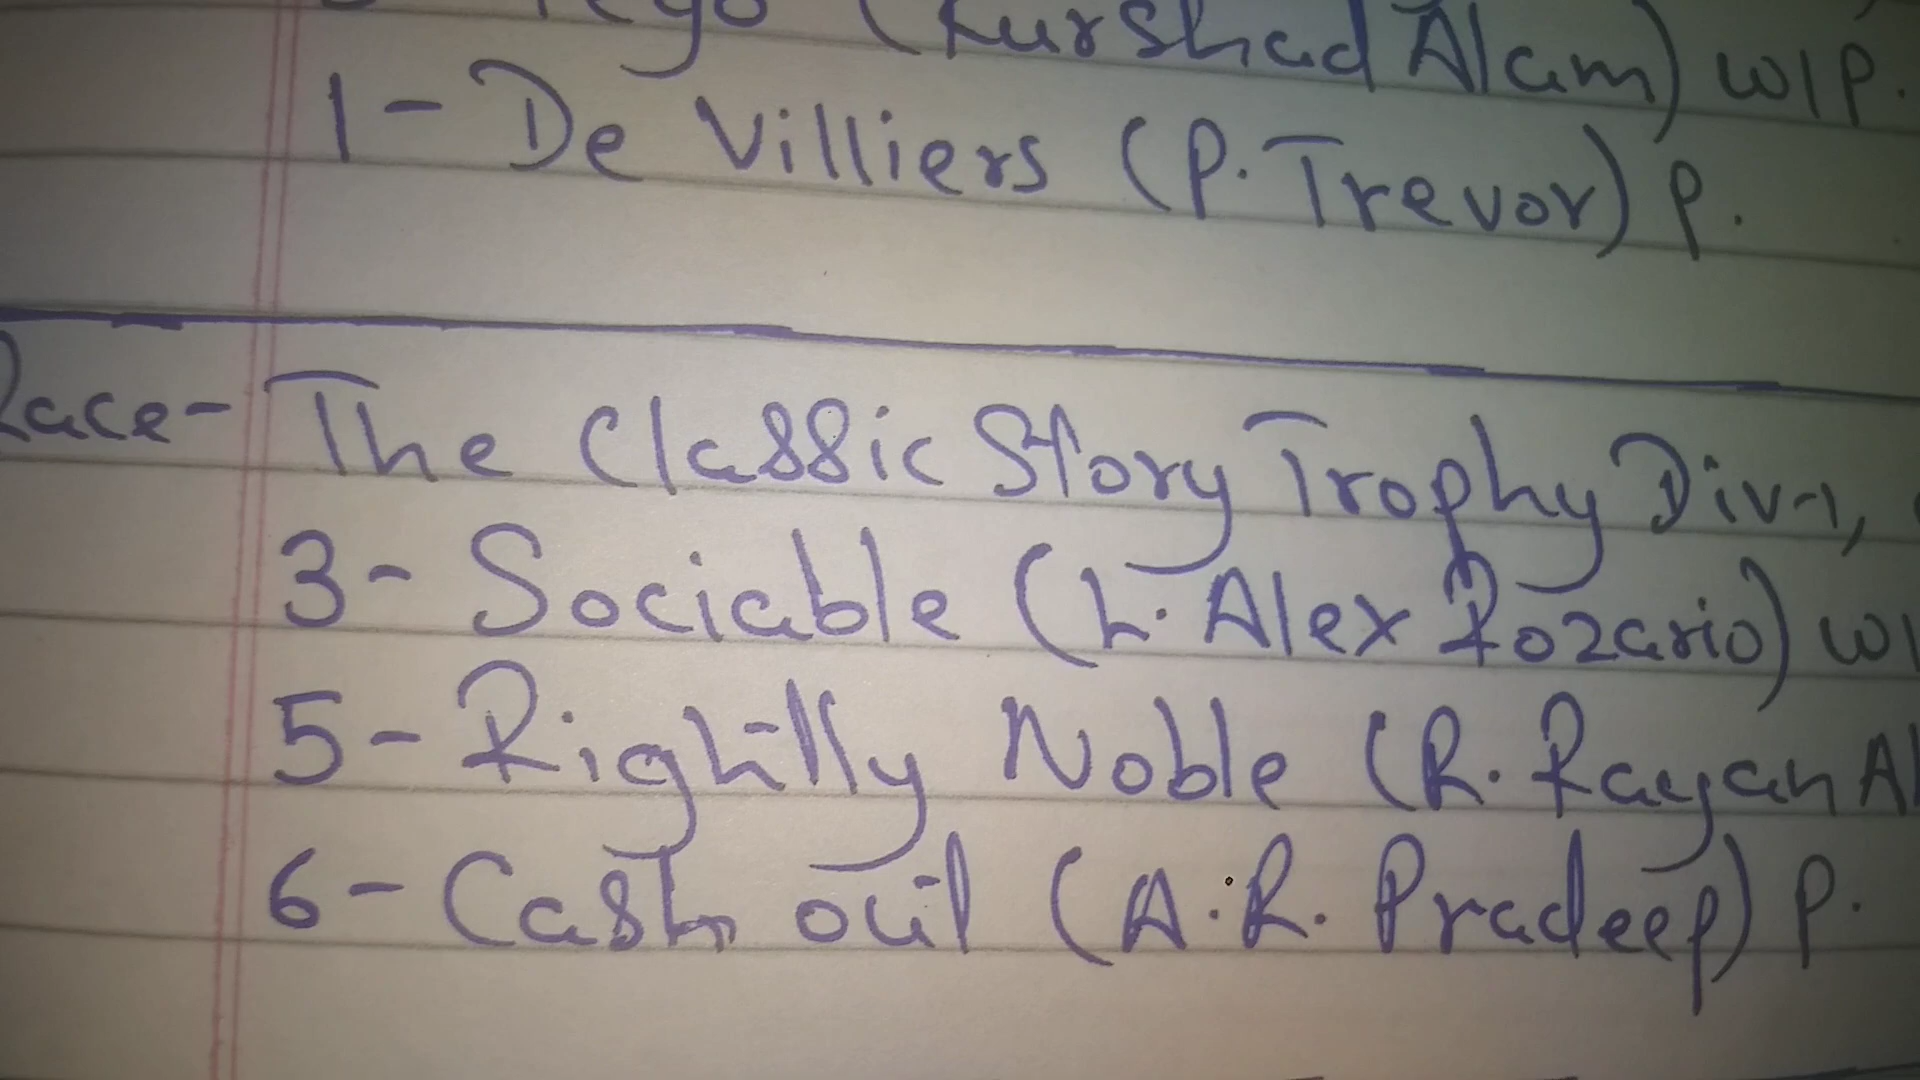 (Kurshad Alam) W/P.
1- De Villiers (P. Trevor) P.
Race- The Classic Story Trophy Div-1,
3- Sociable (L. Alex Rozario) W/
5- Rightly Noble (R. Rayan Al
6- Cash out (A.R. Pradeep) P.